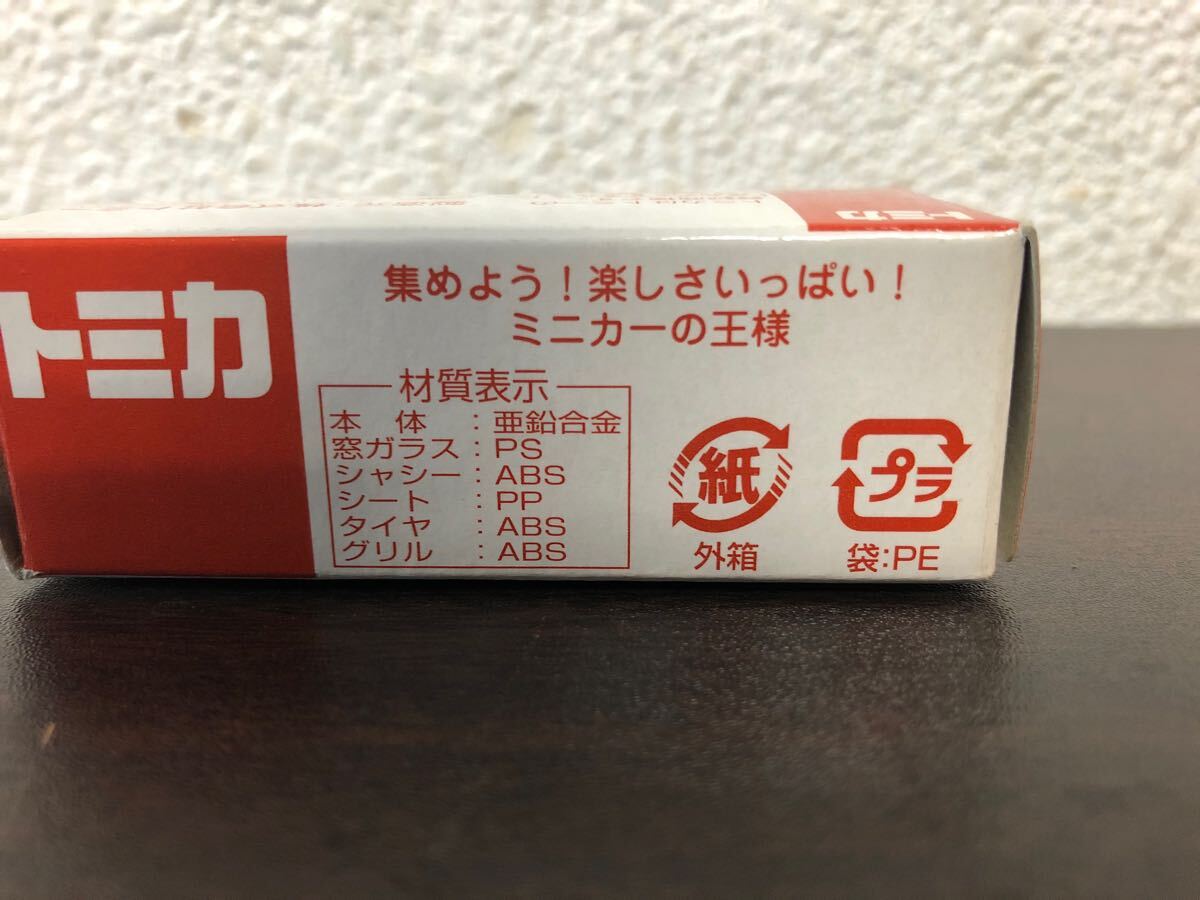 トミカ
トミカ
集めよう！楽しさいっぱい！
ミニカーの王様
材質表示
本体：亜鉛合金
窓ガラス：PS
シャシー：ABS
シート：PP
タイヤ：ABS
グリル：ABS
紙
外箱
プラ
袋:PE